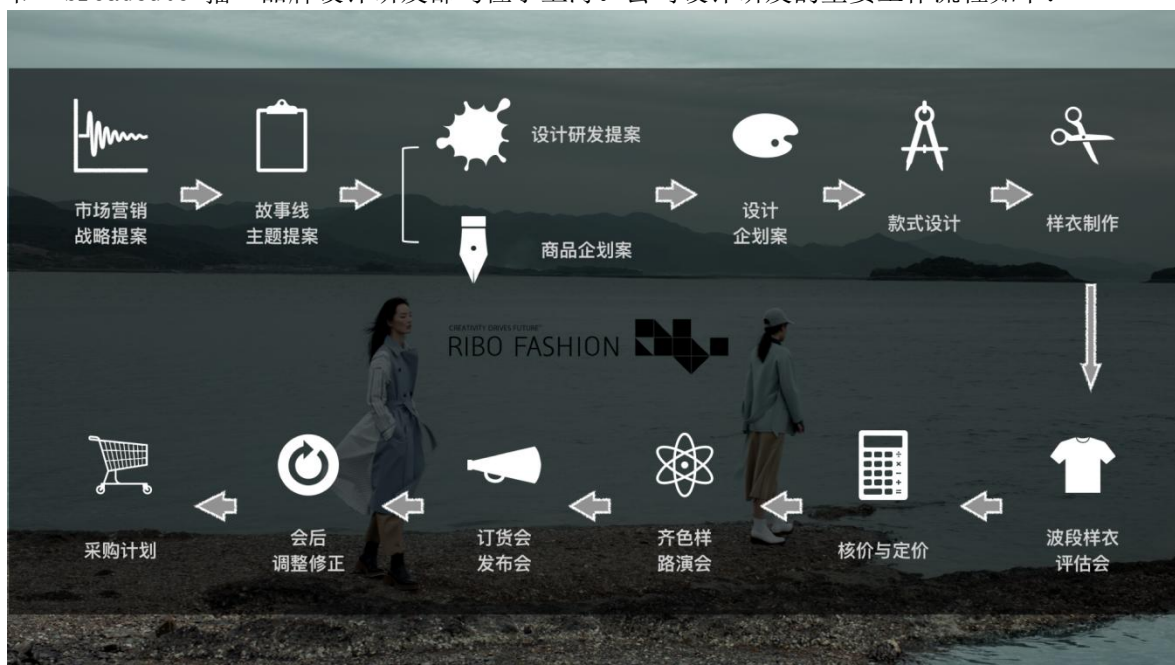 市场营销
战略提案
故事线
主题提案
设计研发提案
商品企划案
设计
企划案
款式设计
样衣制作
CREATIVITY DRIVES FUTURE
RIBO FASHION
波段样衣
评估会
核价与定价
齐色样
路演会
订货会
发布会
会后
调整修正
采购计划